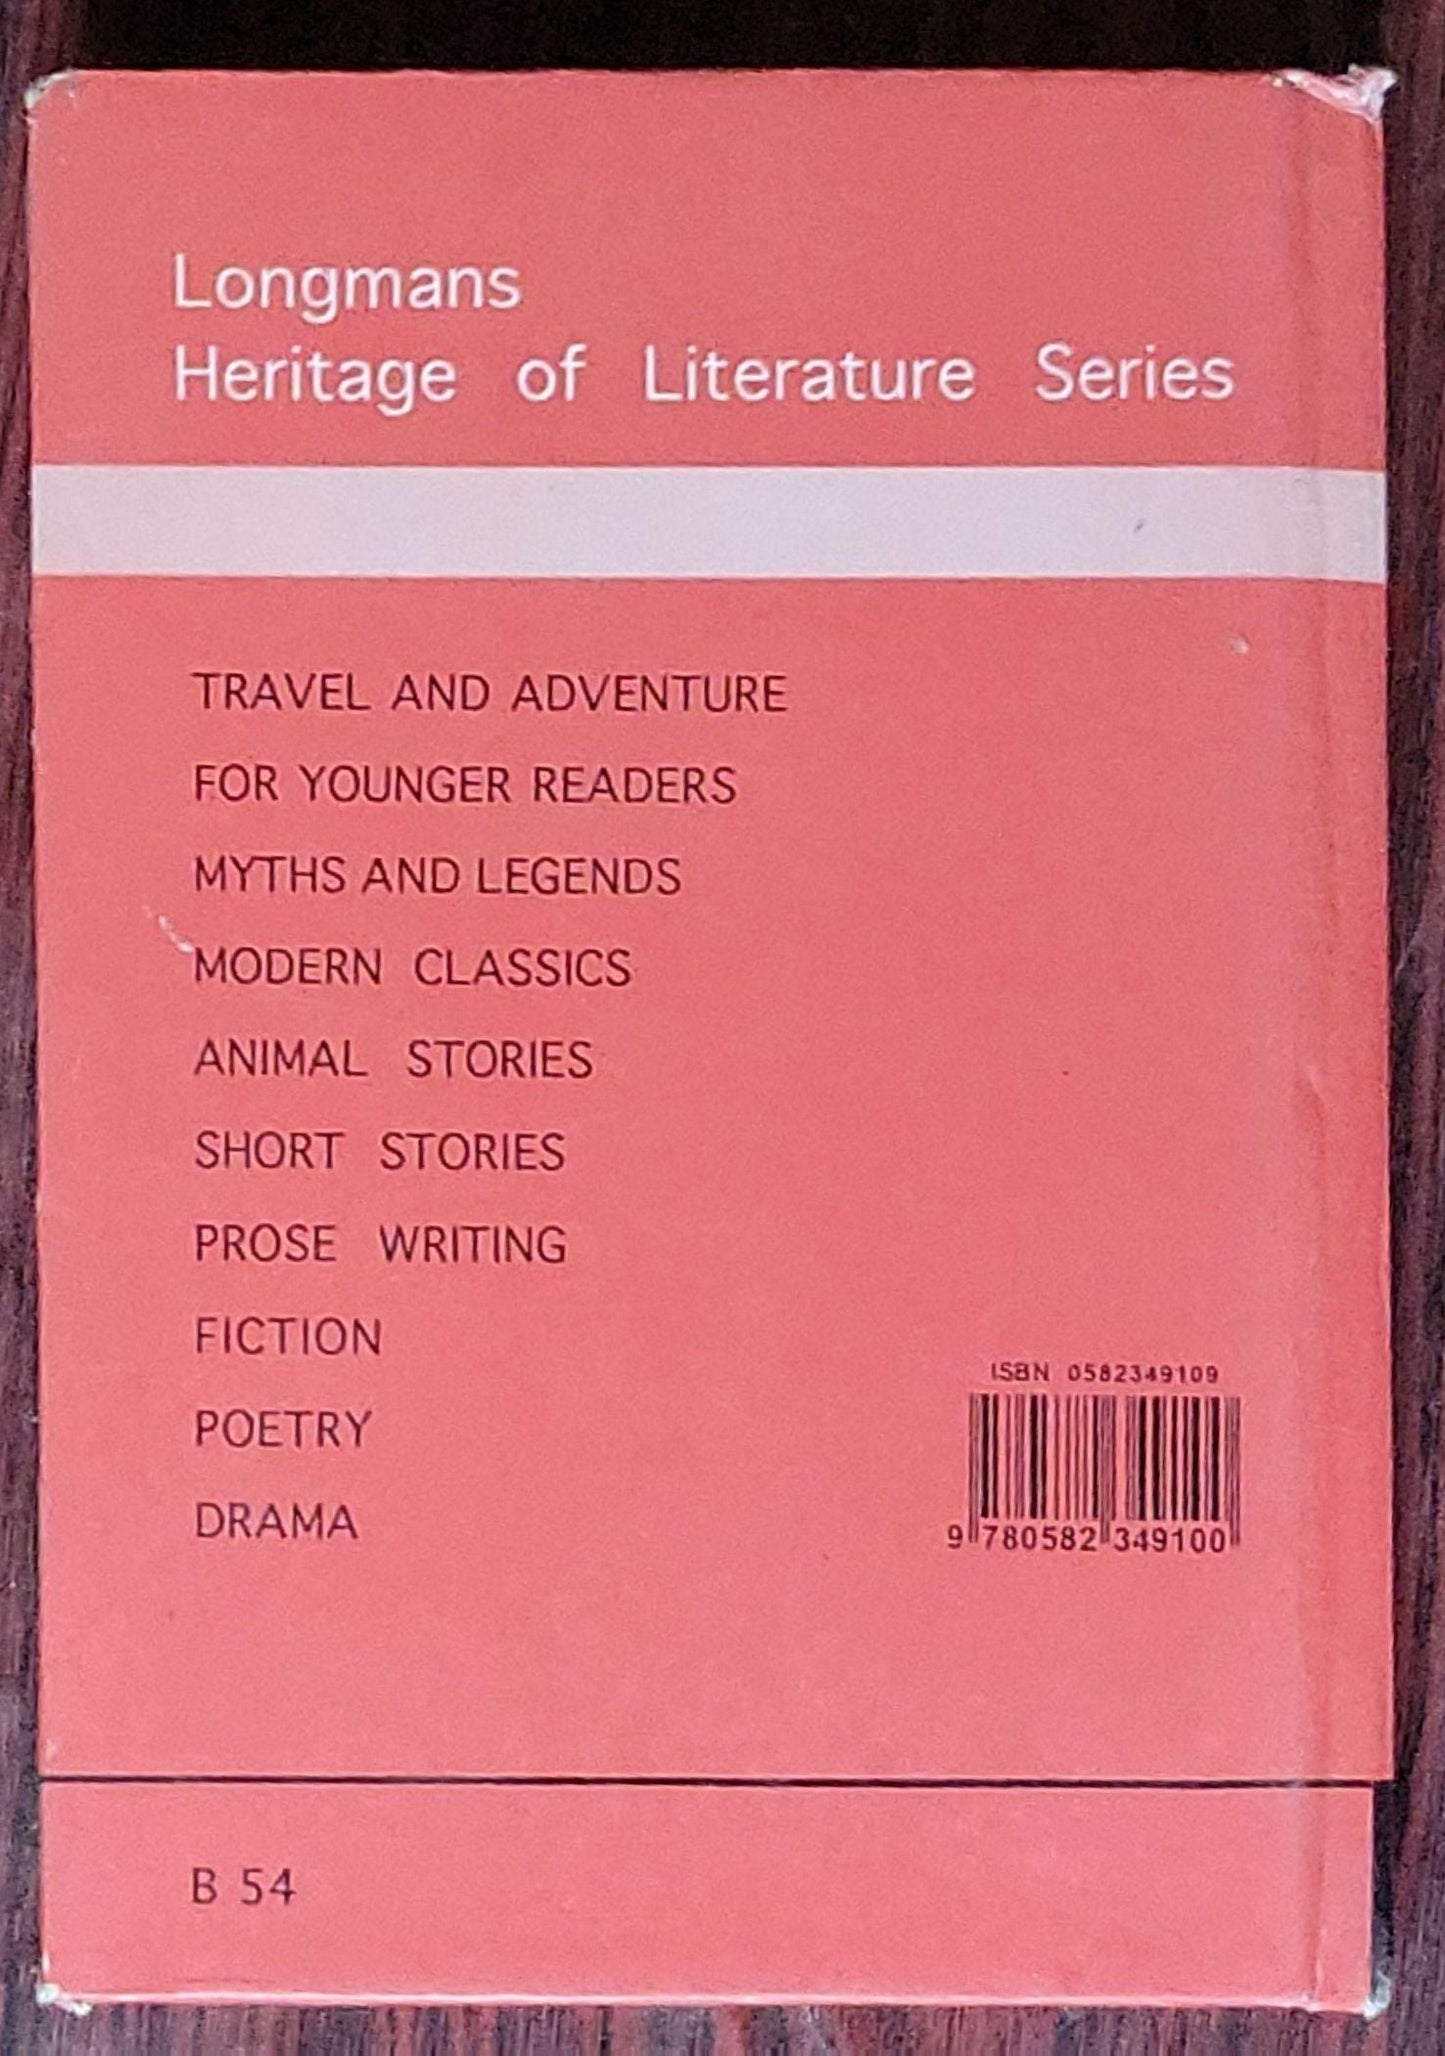 Longmans
Heritage of Literature Series
TRAVEL AND ADVENTURE
FOR YOUNGER READERS
MYTHS AND LEGENDS
MODERN CLASSICS
ANIMAL STORIES
SHORT STORIES
PROSE WRITING
FICTION
POETRY
DRAMA
ISBN 0582349109
9 780582 349100
B 54